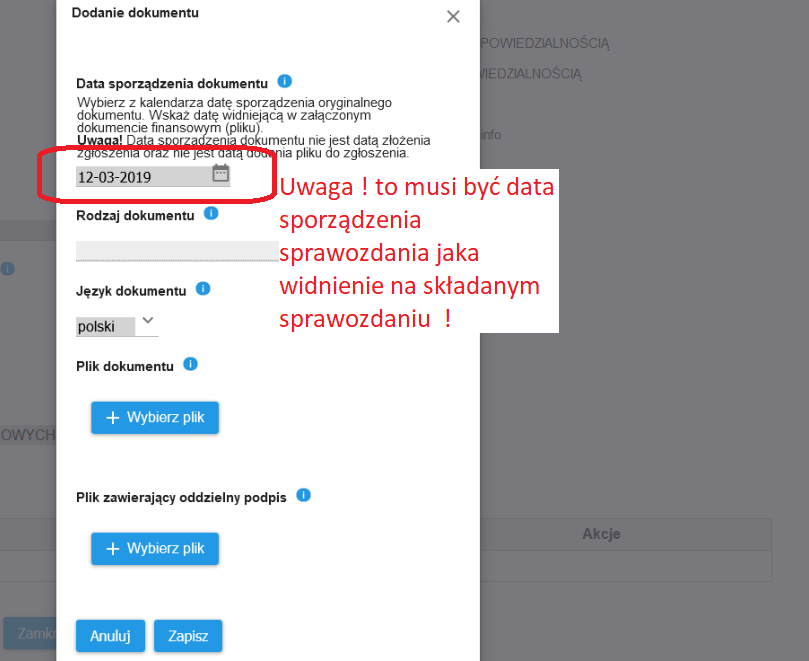 Dodanie dokumentu
POWIEDZIALNOŚCIĄ
WIEDZIALNOŚCIĄ
Data sporządzenia dokumentu
Wybierz z kalendarza datę sporządzenia oryginalnego
dokumentu. Wskaż datę widniejącą w załączonym
dokumencie finansowym (pliku).
Uwaga! Data sporządzenia dokumentu nie jest datą złożenia
zgłoszenia oraz nie jest datą dodania pliku do zgłoszenia.
info
12-03-2019
Uwaga ! to musi być data
sporządzenia
sprawozdania jaka
widnienie na składanym
sprawozdaniu !
Rodzaj dokumentu
Język dokumentu
polski
Plik dokumentu
+ Wybierz plik
OWYCH
Plik zawierający oddzielny podpis
+ Wybierz plik
Akcje
Zamkn
Anuluj
Zapisz